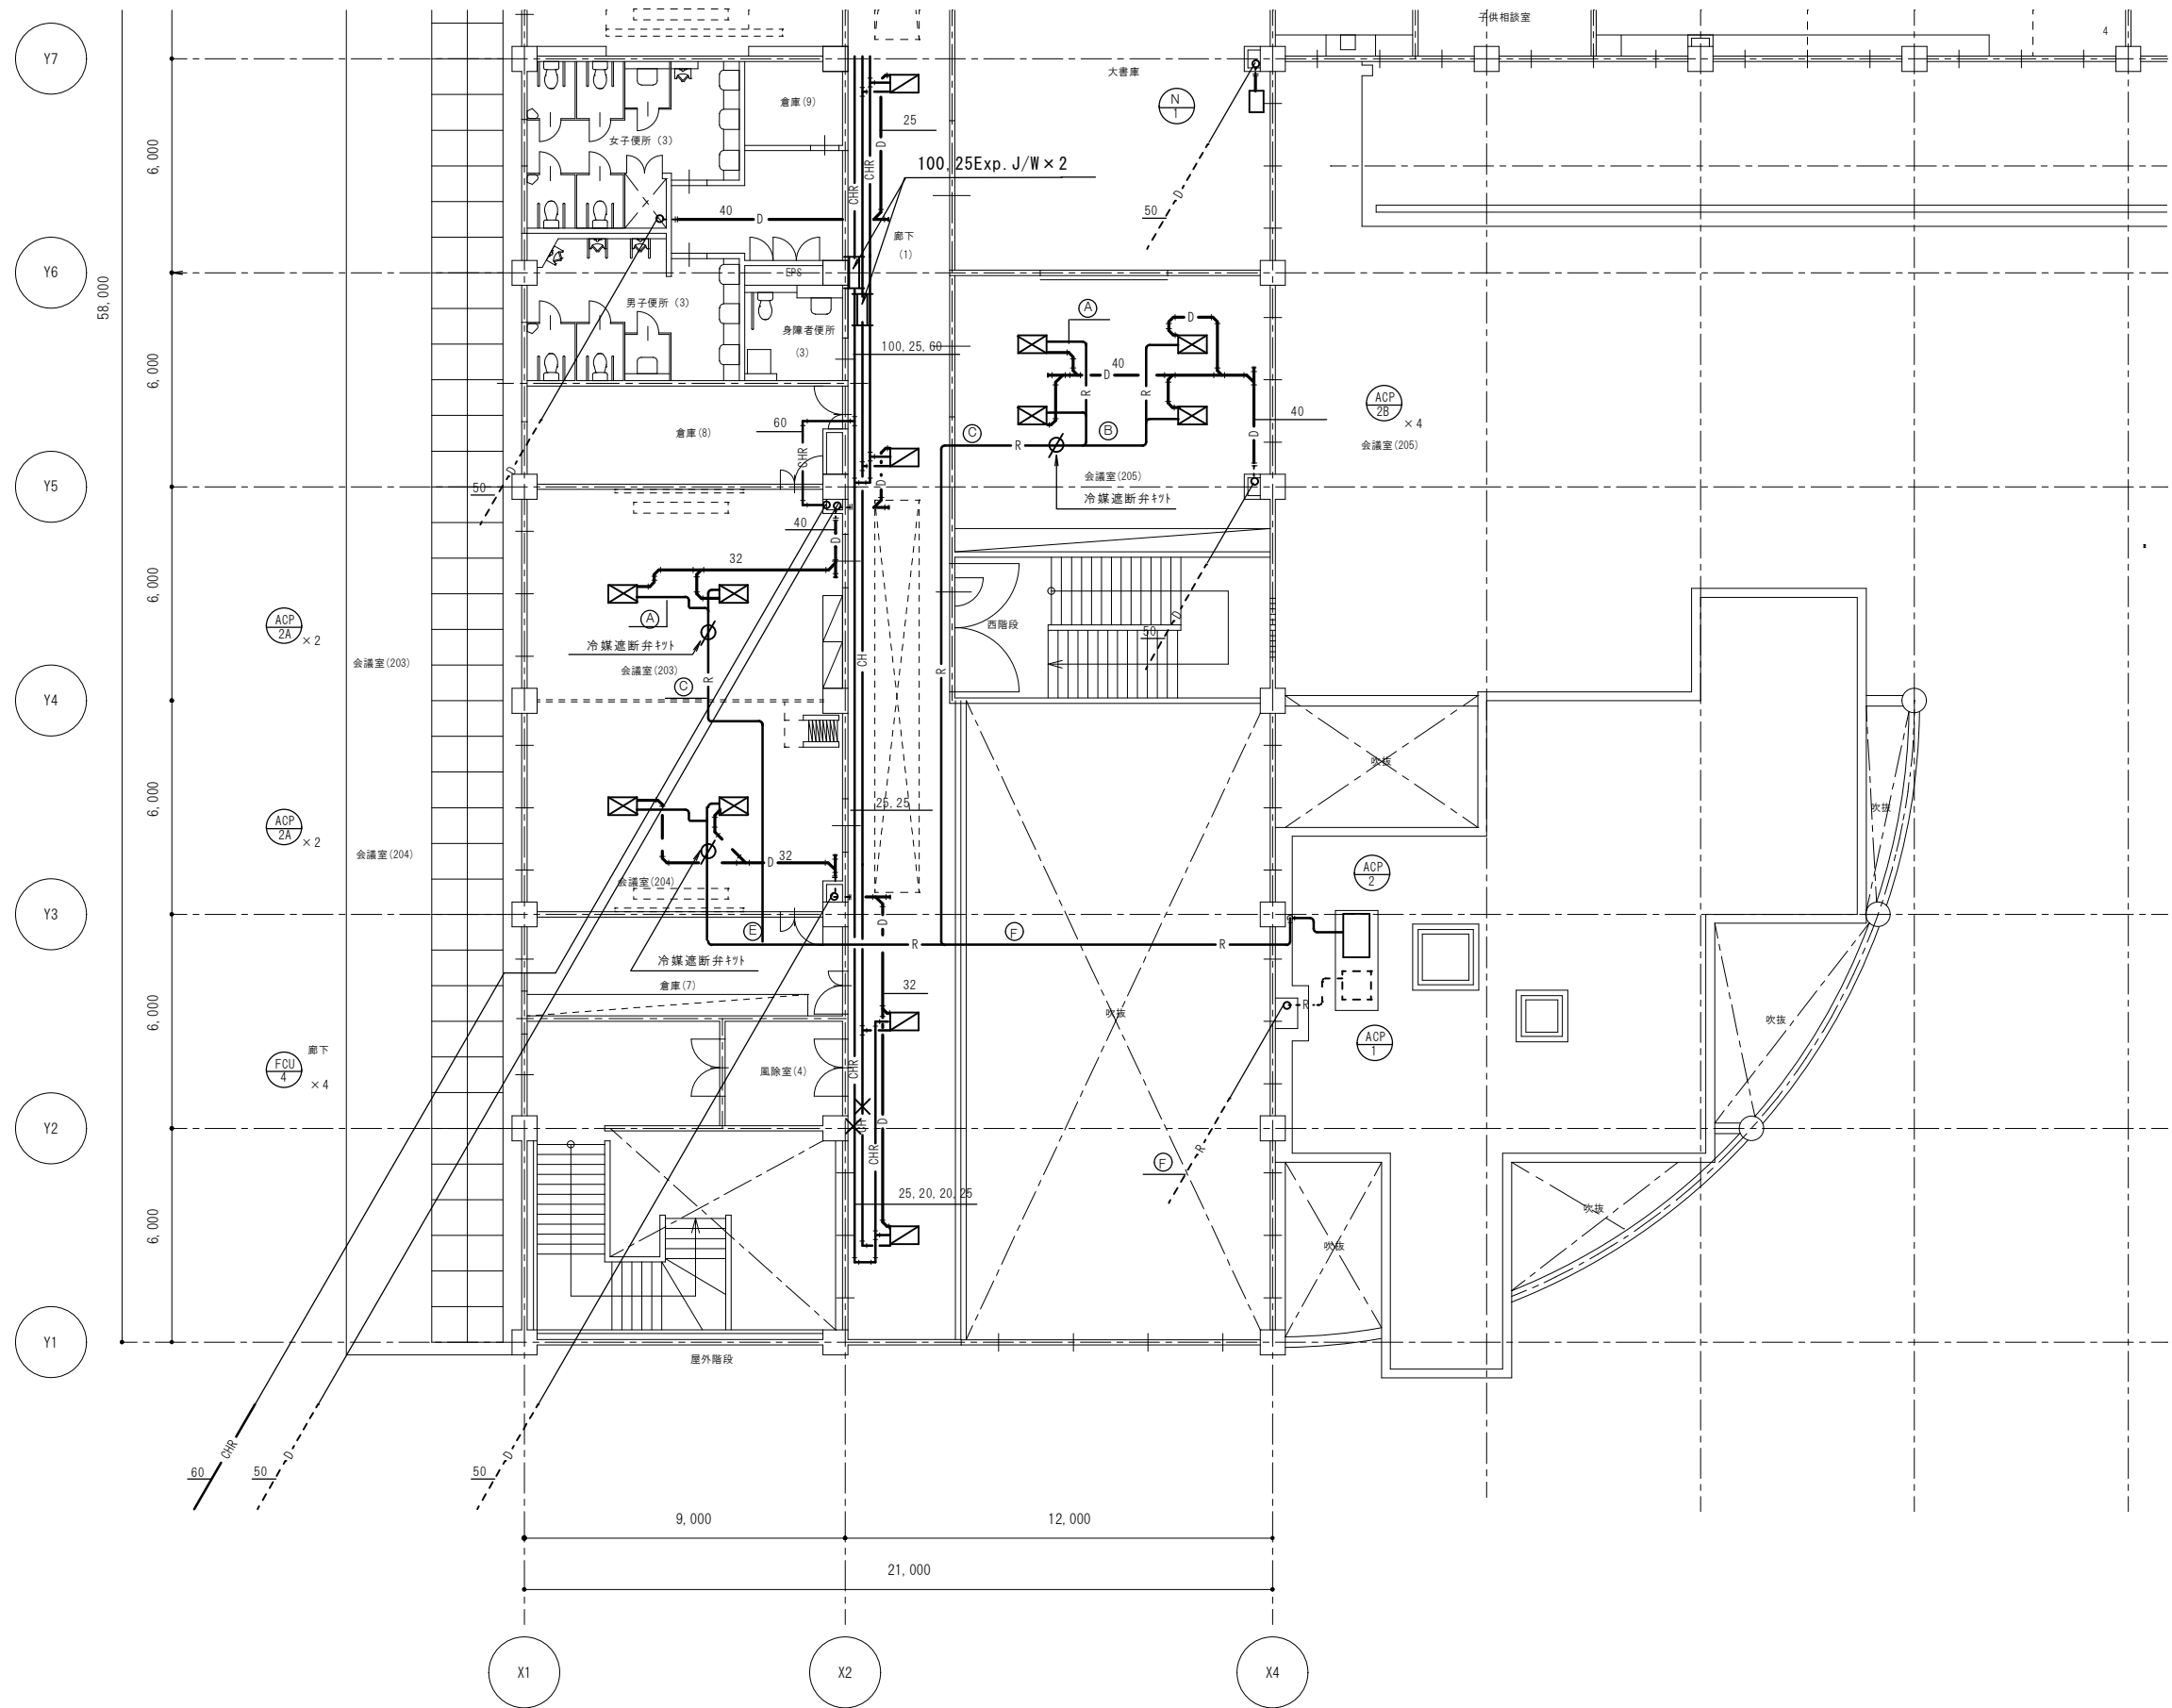 子供相談室
4
Y7
大書庫
N
1
倉庫(9)
25
女子便所 (3)
D
CHR
CHR
100, 25Exp. J/W×2
6, 000
40
D
D
50
廊下
(1)
Y6
EPS
58, 000
男子便所 (3)
身障者便所
(3)
A
D
100, 25, 60
40
D
R
R
6, 000
ACP
2B
×4
会議室(205)
40
倉庫(8)
60
C
R
B
D
CHR
会議室(205)
冷媒遮断弁ｷｯﾄ
D
50
D
Y5
40
D
32
6, 000
ACP
2A
×2
A
冷媒遮断弁ｷｯﾄ
会議室(203)
会議室(203)
R
C
CH
R
西階段
D
50
Y4
吹抜
6, 000
25, 25
吹抜
ACP
2A
×2
会議室(204)
会議室(204)
D
32
ACP
2
Y3
D
E
R
F
R
冷媒遮断弁ｷｯﾄ
倉庫(7)
32
R
吹抜
吹抜
6, 000
ACP
1
廊下
FCU
4
×4
風除室(4)
CHR
Y2
CH
D
CHR
F
R
25, 20, 20, 25
吹抜
吹抜
6, 000
Y1
屋外階段
CHR
60
D
50
D
50
9, 000
12, 000
21, 000
X1
X2
X4